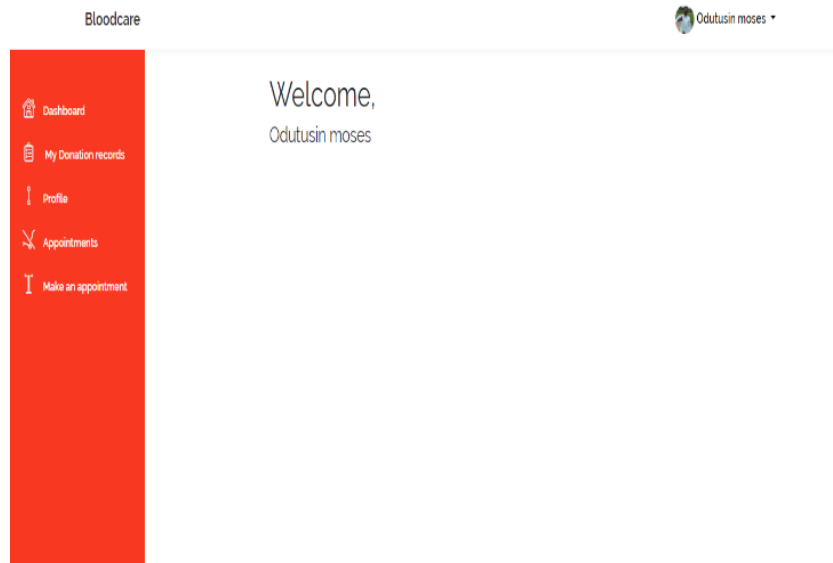 Bloodcare
Odutusin moses
Dashboard
My Donation records
Profile
Appointments
Make an appointment
Welcome,
Odutusin moses